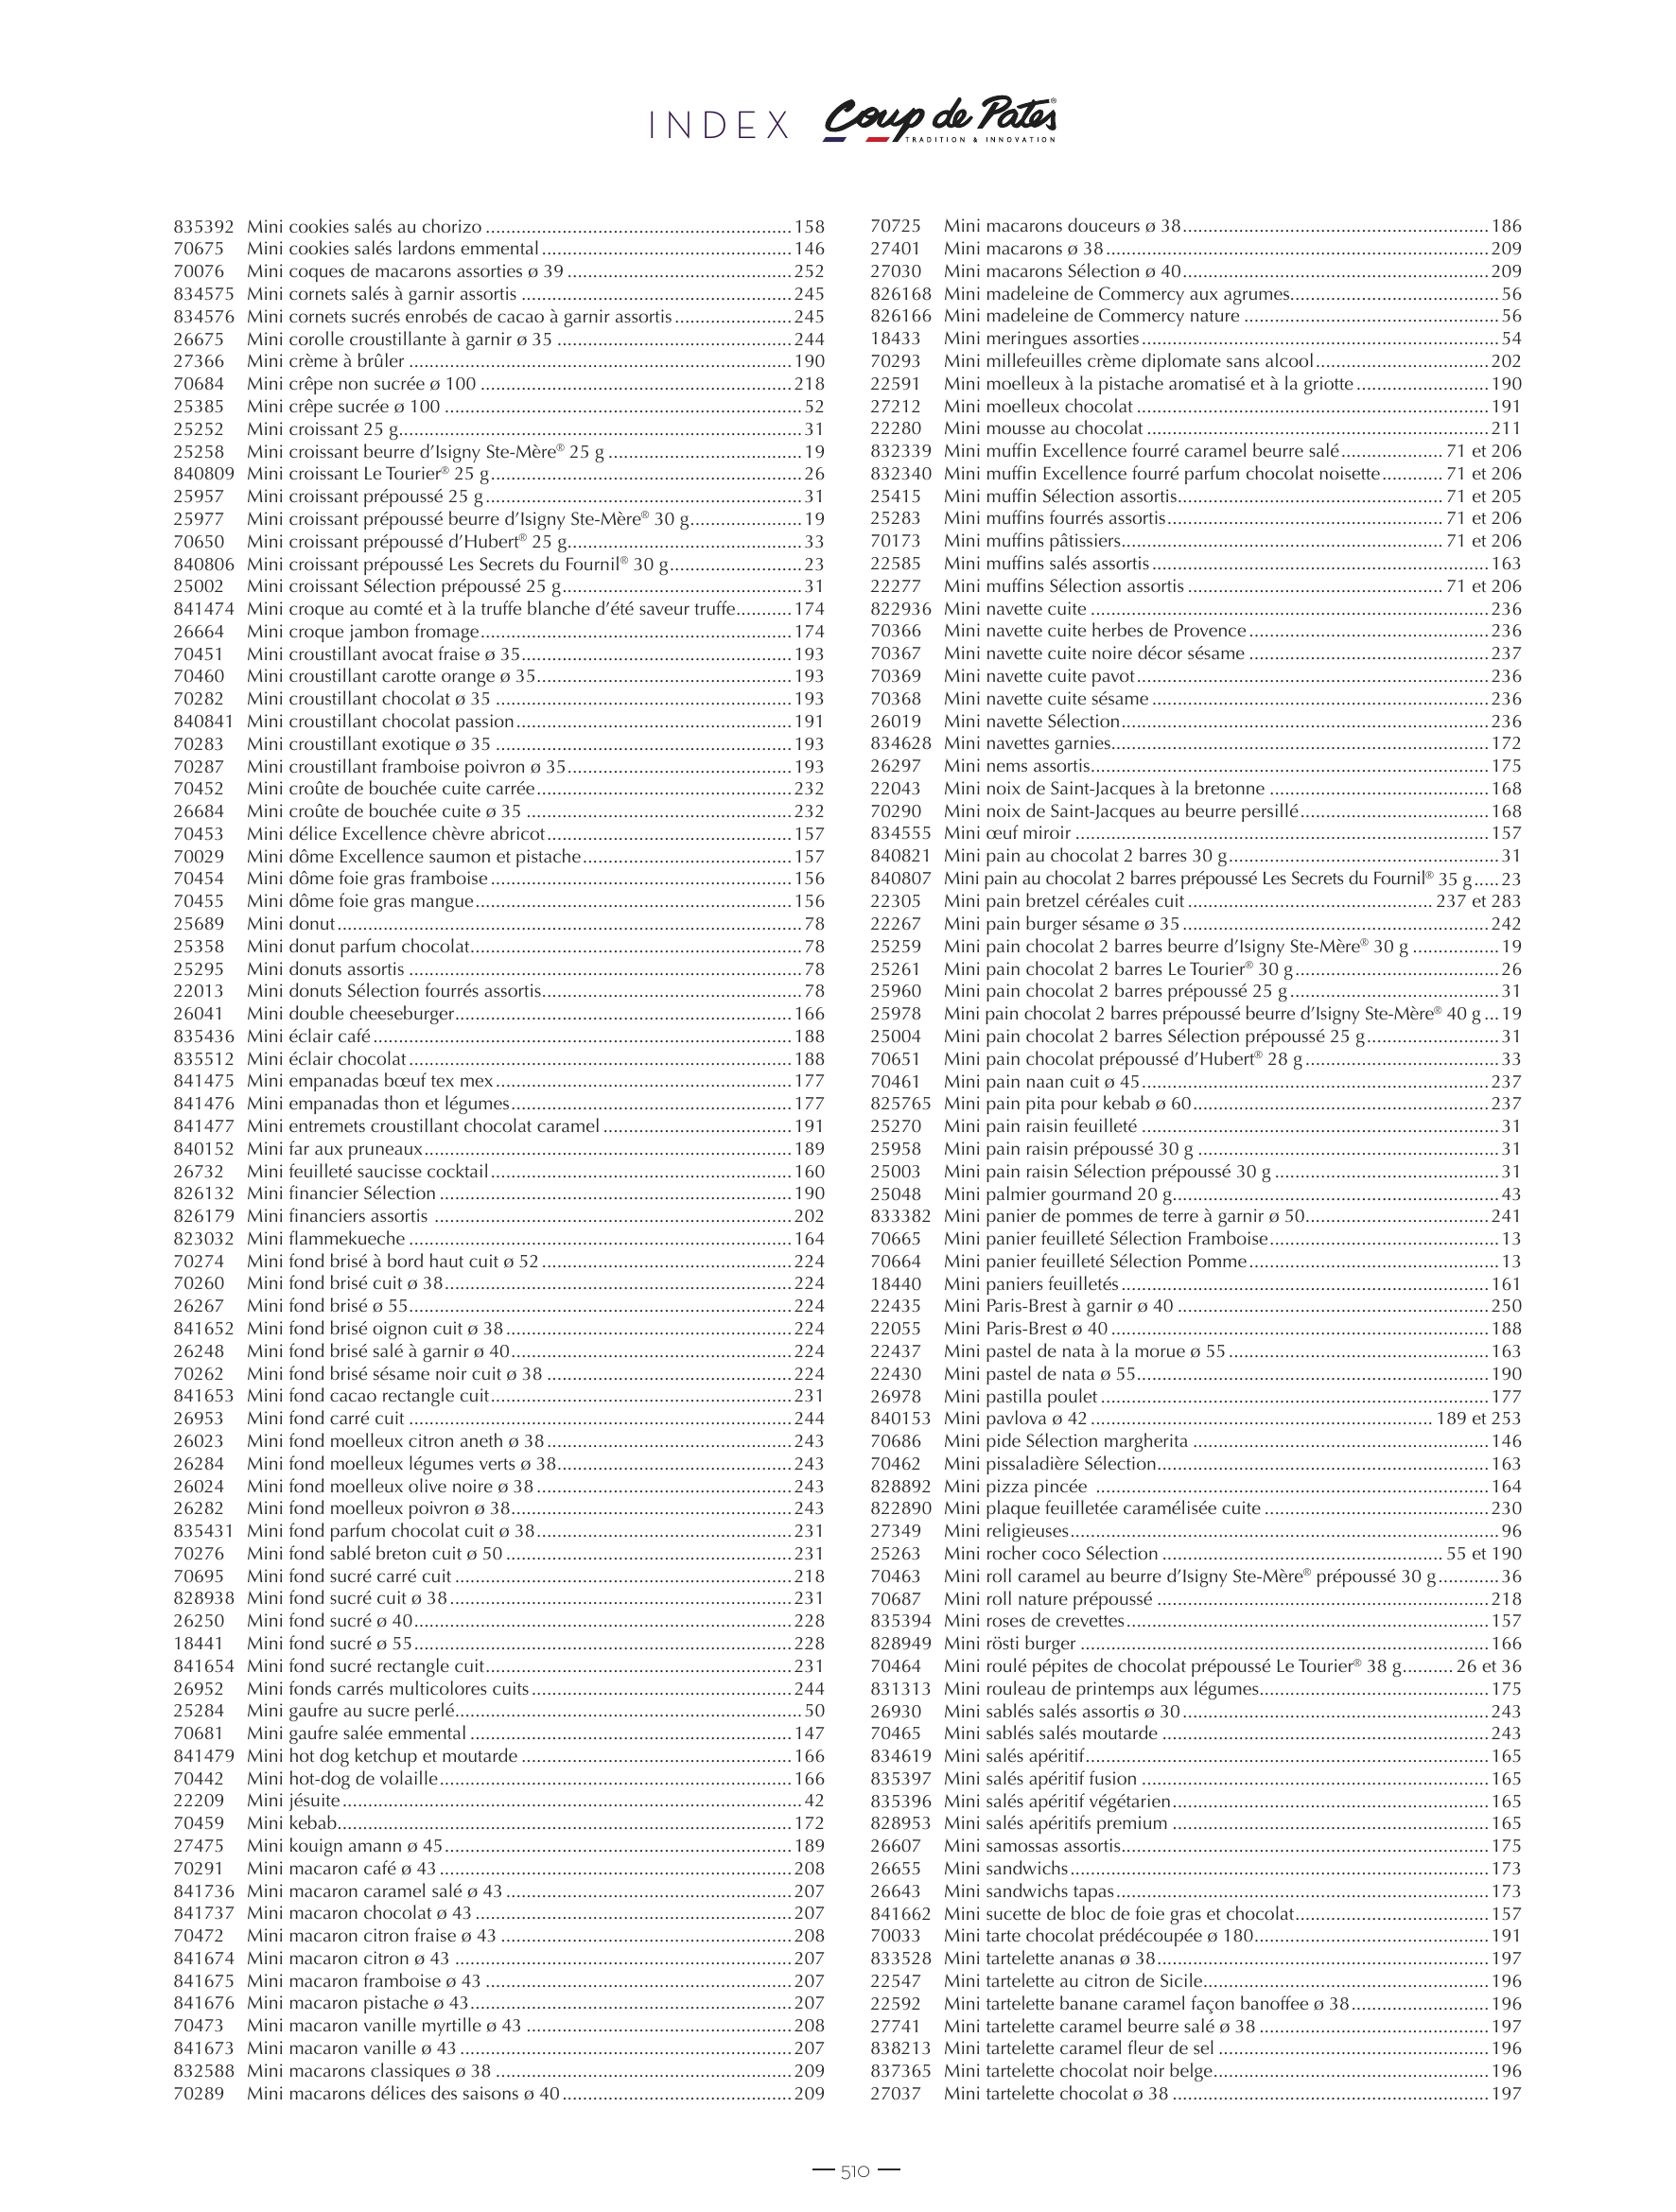 INDEX Coup de Pates®
TRADITION & INNOVATION
835392 Mini cookies salés au chorizo 158
70675 Mini cookies salés lardons emmental 146
70076 Mini coques de macarons assorties ø 39 252
834575 Mini cornets salés à garnir assortis 245
834576 Mini cornets sucrés enrobés de cacao à garnir assortis 245
26675 Mini corolle croustillante à garnir ø 35 244
27366 Mini crème à brûler 190
70684 Mini crêpe non sucrée ø 100 218
25385 Mini crêpe sucrée ø 100 52
25252 Mini croissant 25 g 31
25258 Mini croissant beurre d’Isigny Ste-Mère® 25 g 19
840809 Mini croissant Le Tourier® 25 g 26
25957 Mini croissant prépoussé 25 g 31
25977 Mini croissant prépoussé beurre d’Isigny Ste-Mère® 30 g 19
70650 Mini croissant prépoussé d’Hubert® 25 g 33
840806 Mini croissant prépoussé Les Secrets du Fournil® 30 g 23
25002 Mini croissant Sélection prépoussé 25 g 31
841474 Mini croque au comté et à la truffe blanche d’été saveur truffe 174
26664 Mini croque jambon fromage 174
70451 Mini croustillant avocat fraise ø 35 193
70460 Mini croustillant carotte orange ø 35 193
70282 Mini croustillant chocolat ø 35 193
840841 Mini croustillant chocolat passion 191
70283 Mini croustillant exotique ø 35 193
70287 Mini croustillant framboise poivron ø 35 193
70452 Mini croûte de bouchée cuite carrée 232
26684 Mini croûte de bouchée cuite ø 35 232
70453 Mini délice Excellence chèvre abricot 157
70029 Mini dôme Excellence saumon et pistache 157
70454 Mini dôme foie gras framboise 156
70455 Mini dôme foie gras mangue 156
25689 Mini donut 78
25358 Mini donut parfum chocolat 78
25295 Mini donuts assortis 78
22013 Mini donuts Sélection fourrés assortis 78
26041 Mini double cheeseburger 166
835436 Mini éclair café 188
835512 Mini éclair chocolat 188
841475 Mini empanadas bœuf tex mex 177
841476 Mini empanadas thon et légumes 177
841477 Mini entremets croustillant chocolat caramel 191
840152 Mini far aux pruneaux 189
26732 Mini feuilleté saucisse cocktail 160
826132 Mini financier Sélection 190
826179 Mini financiers assortis 202
823032 Mini flammekueche 164
70274 Mini fond brisé à bord haut cuit ø 52 224
70260 Mini fond brisé cuit ø 38 224
26267 Mini fond brisé ø 55 224
841652 Mini fond brisé oignon cuit ø 38 224
26248 Mini fond brisé salé à garnir ø 40 224
70262 Mini fond brisé sésame noir cuit ø 38 224
841653 Mini fond cacao rectangle cuit 231
26953 Mini fond carré cuit 244
26023 Mini fond moelleux citron aneth ø 38 243
26284 Mini fond moelleux légumes verts ø 38 243
26024 Mini fond moelleux olive noire ø 38 243
26282 Mini fond moelleux poivron ø 38 243
835431 Mini fond parfum chocolat cuit ø 38 231
70276 Mini fond sablé breton cuit ø 50 231
70695 Mini fond sucré carré cuit 218
828938 Mini fond sucré cuit ø 38 231
26250 Mini fond sucré ø 40 228
18441 Mini fond sucré ø 55 228
841654 Mini fond sucré rectangle cuit 231
26952 Mini fonds carrés multicolores cuits 244
25284 Mini gaufre au sucre perlé 50
70681 Mini gaufre salée emmental 147
841479 Mini hot dog ketchup et moutarde 166
70442 Mini hot-dog de volaille 166
22209 Mini jésuite 42
70459 Mini kebab 172
27475 Mini kouign amann ø 45 189
70291 Mini macaron café ø 43 208
841736 Mini macaron caramel salé ø 43 207
841737 Mini macaron chocolat ø 43 207
70472 Mini macaron citron fraise ø 43 208
841674 Mini macaron citron ø 43 207
841675 Mini macaron framboise ø 43 207
841676 Mini macaron pistache ø 43 207
70473 Mini macaron vanille myrtille ø 43 208
841673 Mini macaron vanille ø 43 207
832588 Mini macarons classiques ø 38 209
70289 Mini macarons délices des saisons ø 40 209
70725 Mini macarons douceurs ø 38 186
27401 Mini macarons ø 38 209
27030 Mini macarons Sélection ø 40 209
826168 Mini madeleine de Commercy aux agrumes 56
826166 Mini madeleine de Commercy nature 56
18433 Mini meringues assorties 54
70293 Mini millefeuilles crème diplomate sans alcool 202
22591 Mini moelleux à la pistache aromatisé et à la griotte 190
27212 Mini moelleux chocolat 191
22280 Mini mousse au chocolat 211
832339 Mini muffin Excellence fourré caramel beurre salé 71 et 206
832340 Mini muffin Excellence fourré parfum chocolat noisette 71 et 206
25415 Mini muffin Sélection assortis 71 et 205
25283 Mini muffins fourrés assortis 71 et 206
70173 Mini muffins pâtissiers 71 et 206
22585 Mini muffins salés assortis 163
22277 Mini muffins Sélection assortis 71 et 206
822936 Mini navette cuite 236
70366 Mini navette cuite herbes de Provence 236
70367 Mini navette cuite noire décor sésame 237
70369 Mini navette cuite pavot 236
70368 Mini navette cuite sésame 236
26019 Mini navette Sélection 236
834628 Mini navettes garnies 172
26297 Mini nems assortis 175
22043 Mini noix de Saint-Jacques à la bretonne 168
70290 Mini noix de Saint-Jacques au beurre persillé 168
834555 Mini œuf miroir 157
840821 Mini pain au chocolat 2 barres 30 g 31
840807 Mini pain au chocolat 2 barres prépoussé Les Secrets du Fournil® 35 g 23
22305 Mini pain bretzel céréales cuit 237 et 283
22267 Mini pain burger sésame ø 35 242
25259 Mini pain chocolat 2 barres beurre d’Isigny Ste-Mère® 30 g 19
25261 Mini pain chocolat 2 barres Le Tourier® 30 g 26
25960 Mini pain chocolat 2 barres prépoussé 25 g 31
25978 Mini pain chocolat 2 barres prépoussé beurre d’Isigny Ste-Mère® 40 g 19
25004 Mini pain chocolat 2 barres Sélection prépoussé 25 g 31
70651 Mini pain chocolat prépoussé d’Hubert® 28 g 33
70461 Mini pain naan cuit ø 45 237
825765 Mini pain pita pour kebab ø 60 237
25270 Mini pain raisin feuilleté 31
25958 Mini pain raisin prépoussé 30 g 31
25003 Mini pain raisin Sélection prépoussé 30 g 31
25048 Mini palmier gourmand 20 g 43
833382 Mini panier de pommes de terre à garnir ø 50 241
70665 Mini panier feuilleté Sélection Framboise 13
70664 Mini panier feuilleté Sélection Pomme 13
18440 Mini paniers feuilletés 161
22435 Mini Paris-Brest à garnir ø 40 250
22055 Mini Paris-Brest ø 40 188
22437 Mini pastel de nata à la morue ø 55 163
22430 Mini pastel de nata ø 55 190
26978 Mini pastilla poulet 177
840153 Mini pavlova ø 42 189 et 253
70686 Mini pide Sélection margherita 146
70462 Mini pissaladière Sélection 163
828892 Mini pizza pincée 164
822890 Mini plaque feuilletée caramélisée cuite 230
27349 Mini religieuses 96
25263 Mini rocher coco Sélection 55 et 190
70463 Mini roll caramel au beurre d’Isigny Ste-Mère® prépoussé 30 g 36
70687 Mini roll nature prépoussé 218
835394 Mini roses de crevettes 157
828949 Mini rösti burger 166
70464 Mini roulé pépites de chocolat prépoussé Le Tourier® 38 g 26 et 36
831313 Mini rouleau de printemps aux légumes 175
26930 Mini sablés salés assortis ø 30 243
70465 Mini sablés salés moutarde 243
834619 Mini salés apéritif 165
835397 Mini salés apéritif fusion 165
835396 Mini salés apéritif végétarien 165
828953 Mini salés apéritifs premium 165
26607 Mini samossas assortis 175
26655 Mini sandwichs 173
26643 Mini sandwichs tapas 173
841662 Mini sucette de bloc de foie gras et chocolat 157
70033 Mini tarte chocolat prédécoupée ø 180 191
833528 Mini tartelette ananas ø 38 197
22547 Mini tartelette au citron de Sicile 196
22592 Mini tartelette banane caramel façon banoffee ø 38 196
27741 Mini tartelette caramel beurre salé ø 38 197
838213 Mini tartelette caramel fleur de sel 196
837365 Mini tartelette chocolat noir belge 196
27037 Mini tartelette chocolat ø 38 197
510